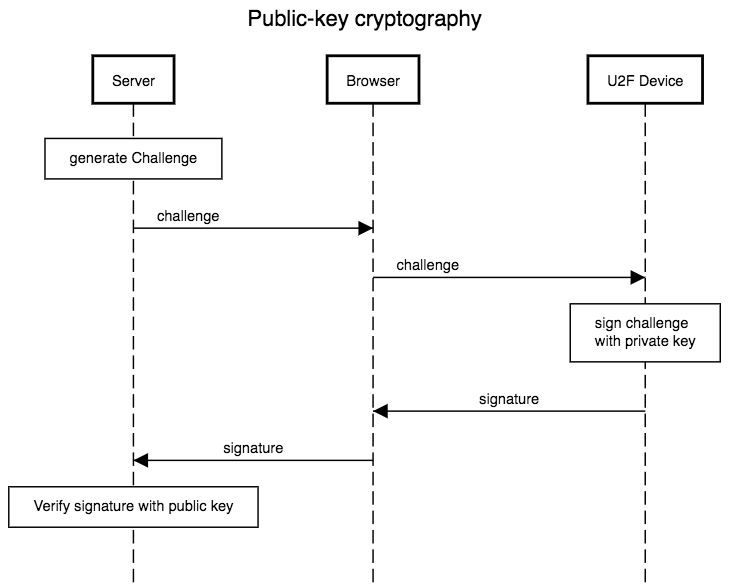 Public-key cryptography
Server
Browser
U2F Device
generate Challenge
challenge
challenge
sign challenge
with private key
signature
signature
Verify signature with public key